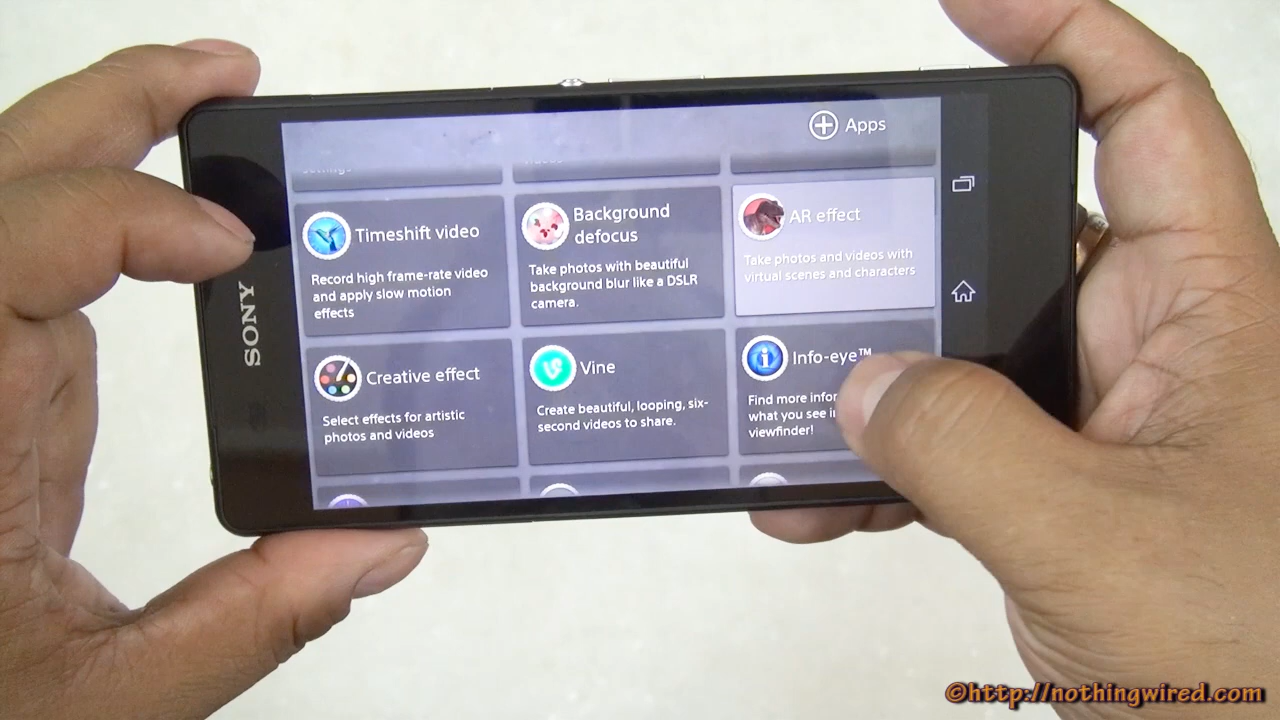 Apps
SONY
Timeshift video
Record high frame-rate video
and apply slow motion
effects
Background
defocus
Take photos with beautiful
background blur like a DSLR
camera.
AR effect
Take photos and videos with
virtual scenes and characters
Creative effect
Select effects for artistic
photos and videos
Vine
Create beautiful, looping, six-
second videos to share.
Info-eye™
Find more
what you see
viewfinder!
©http://nothingwired.com